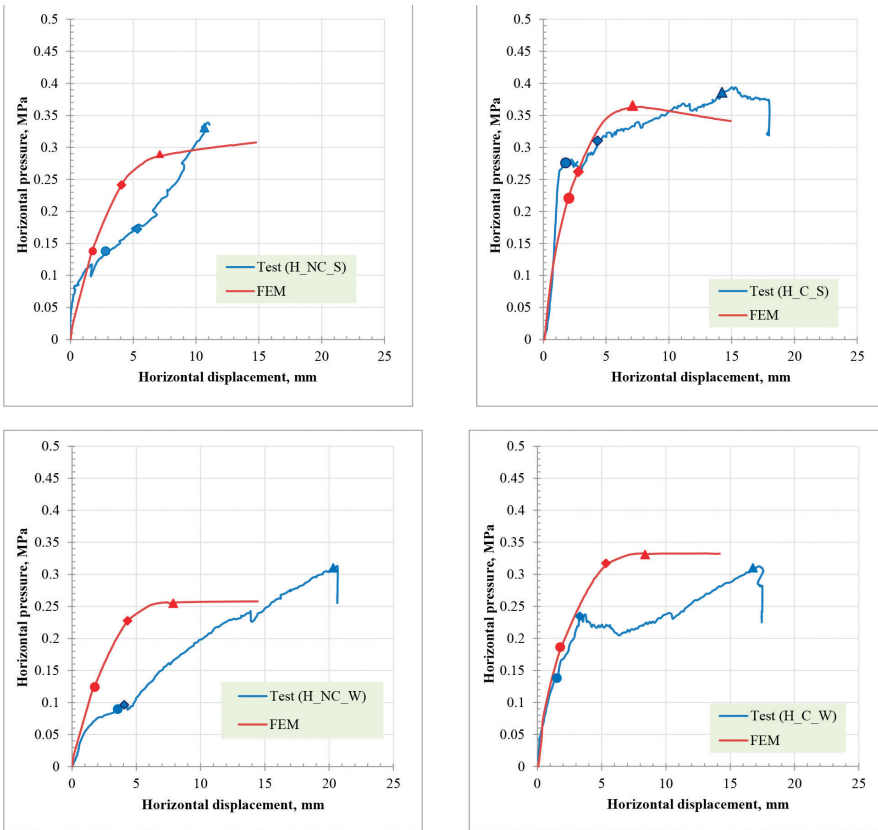 0.5
0.45
0.4
0.35
0.3
0.25
0.2
0.15
0.1
0.05
0
Horizontal pressure, MPa
Test (H_NC_S)
FEM
0 5 10 15 20 25
Horizontal displacement, mm
0.5
0.45
0.4
0.35
0.3
0.25
0.2
0.15
0.1
0.05
0
Horizontal pressure, MPa
Test (H_C_S)
FEM
0 5 10 15 20 25
Horizontal displacement, mm
0.5
0.45
0.4
0.35
0.3
0.25
0.2
0.15
0.1
0.05
0
Horizontal pressure, MPa
Test (H_NC_W)
FEM
0 5 10 15 20 25
Horizontal displacement, mm
0.5
0.45
0.4
0.35
0.3
0.25
0.2
0.15
0.1
0.05
0
Horizontal pressure, MPa
Test (H_C_W)
FEM
0 5 10 15 20 25
Horizontal displacement, mm